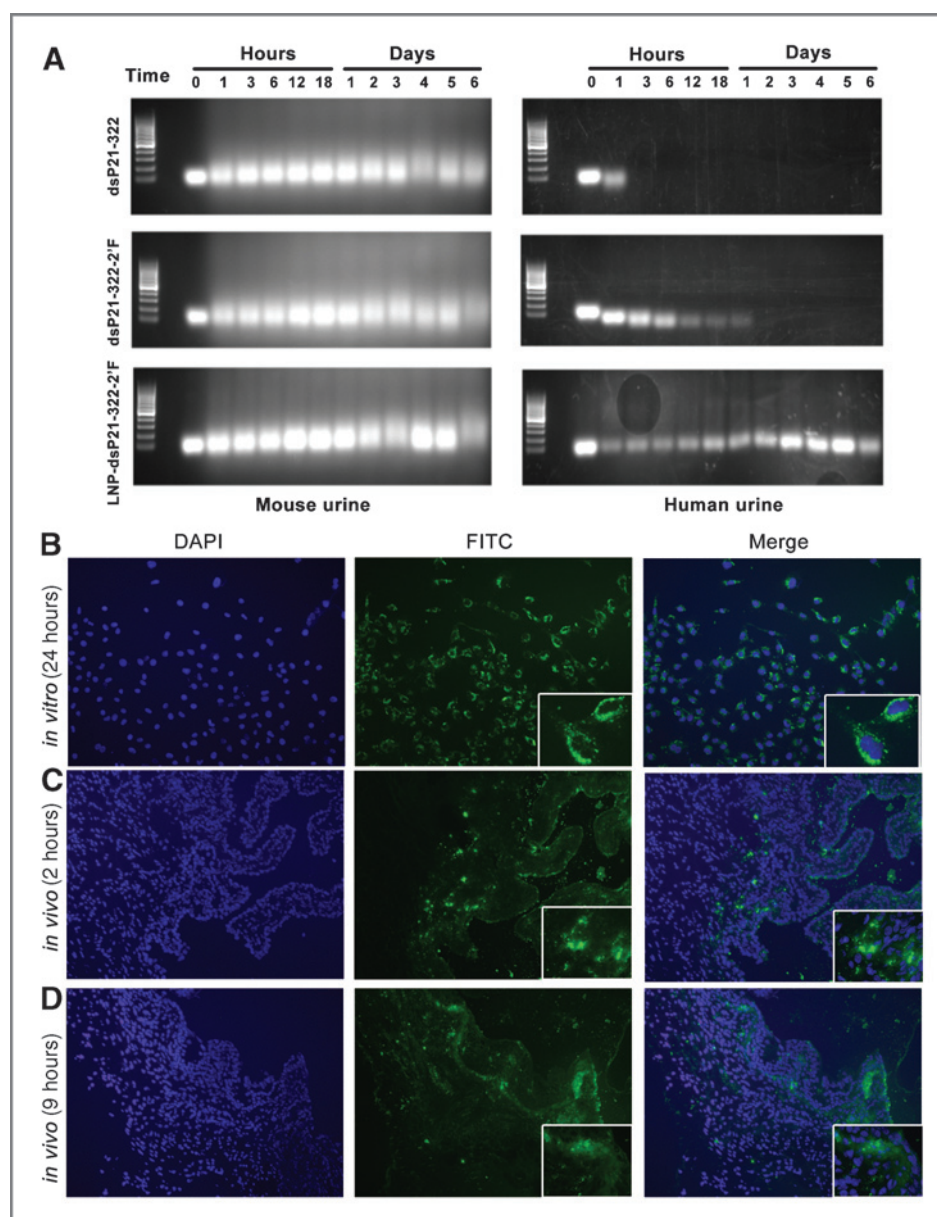 A
Hours
Days
Hours
Days
Time
0 1 3 6 12 18 1 2 3 4 5 6
0 1 3 6 12 18 1 2 3 4 5 6
dsP21-322
dsP21-322-2'F
LNP-dsP21-322-2'F
Mouse urine
Human urine
B
DAPI
FITC
Merge
in vitro (24 hours)
C
in vivo (2 hours)
D
in vivo (9 hours)